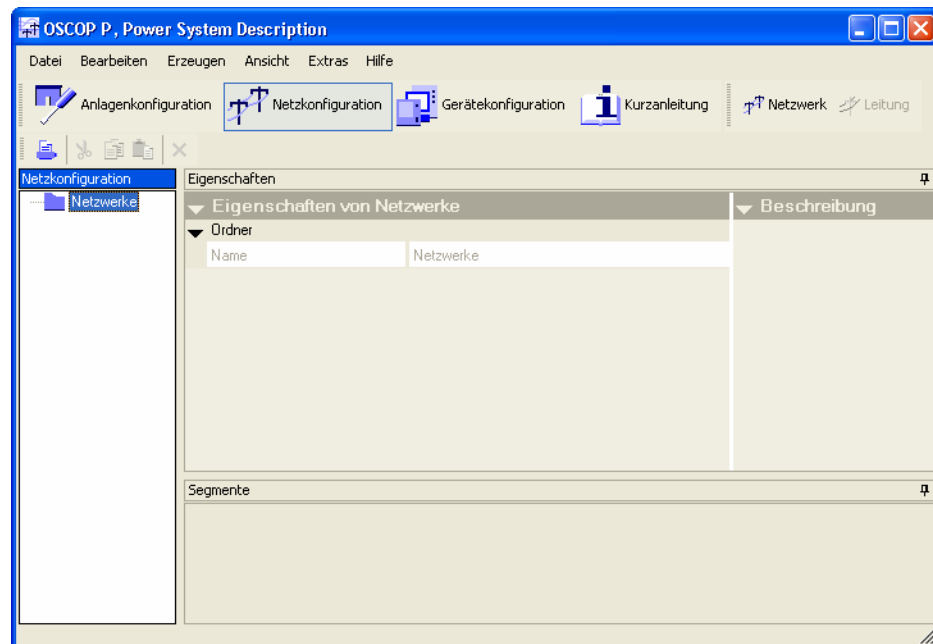 OSCOP P, Power System Description
Datei Bearbeiten Erzeugen Ansicht Extras Hilfe
Anlagenkonfiguration Netzkonfiguration Gerätekonfiguration Kurzanleitung Netzwerk Leitung
Netzkonfiguration
Netzwerke
Eigenschaften
Eigenschaften von Netzwerke
Beschreibung
Ordner
Name Netzwerke
Segmente